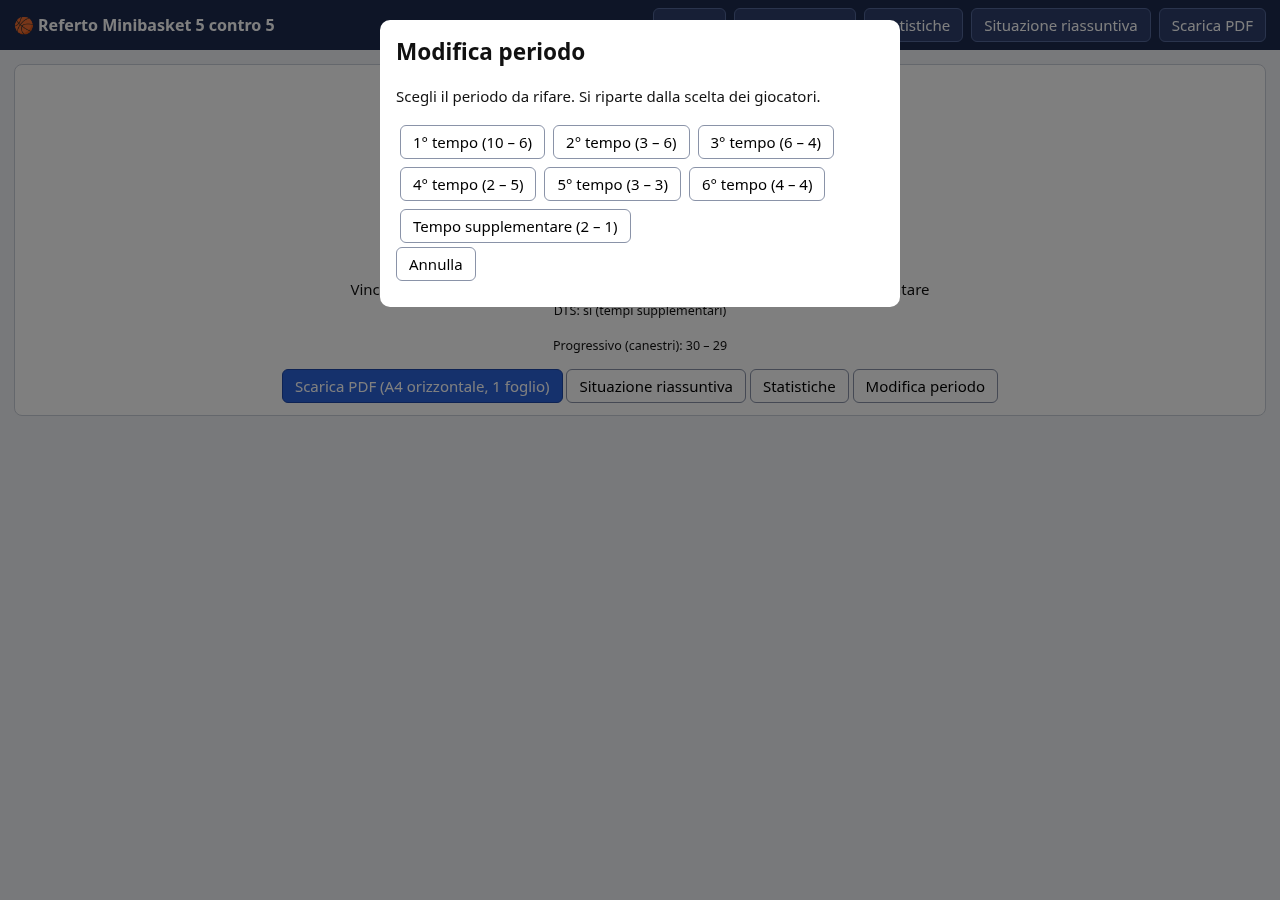 🏀 Referto Minibasket 5 contro 5
tistiche
Situazione riassuntiva
Scarica PDF
Modifica periodo
Scegli il periodo da rifare. Si riparte dalla scelta dei giocatori.
1° tempo (10 – 6)
2° tempo (3 – 6)
3° tempo (6 – 4)
4° tempo (2 – 5)
5° tempo (3 – 3)
6° tempo (4 – 4)
Tempo supplementare (2 – 1)
Annulla
Vinc
tare
DTS: sì (tempi supplementari)
Progressivo (canestri): 30 – 29
Scarica PDF (A4 orizzontale, 1 foglio)
Situazione riassuntiva
Statistiche
Modifica periodo